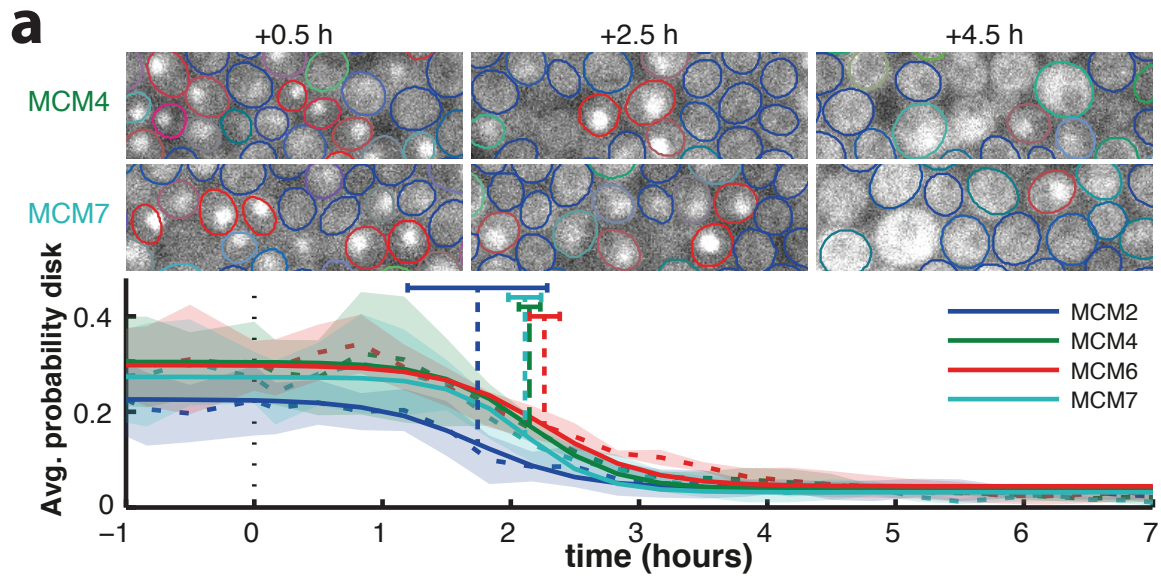 a
+0.5 h +2.5 h +4.5 h
MCM4
MCM7
Avg. probability disk
0.4
0.2
0
MCM2
MCM4
MCM6
MCM7
−1 0 1 2 3 4 5 6 7
time (hours)